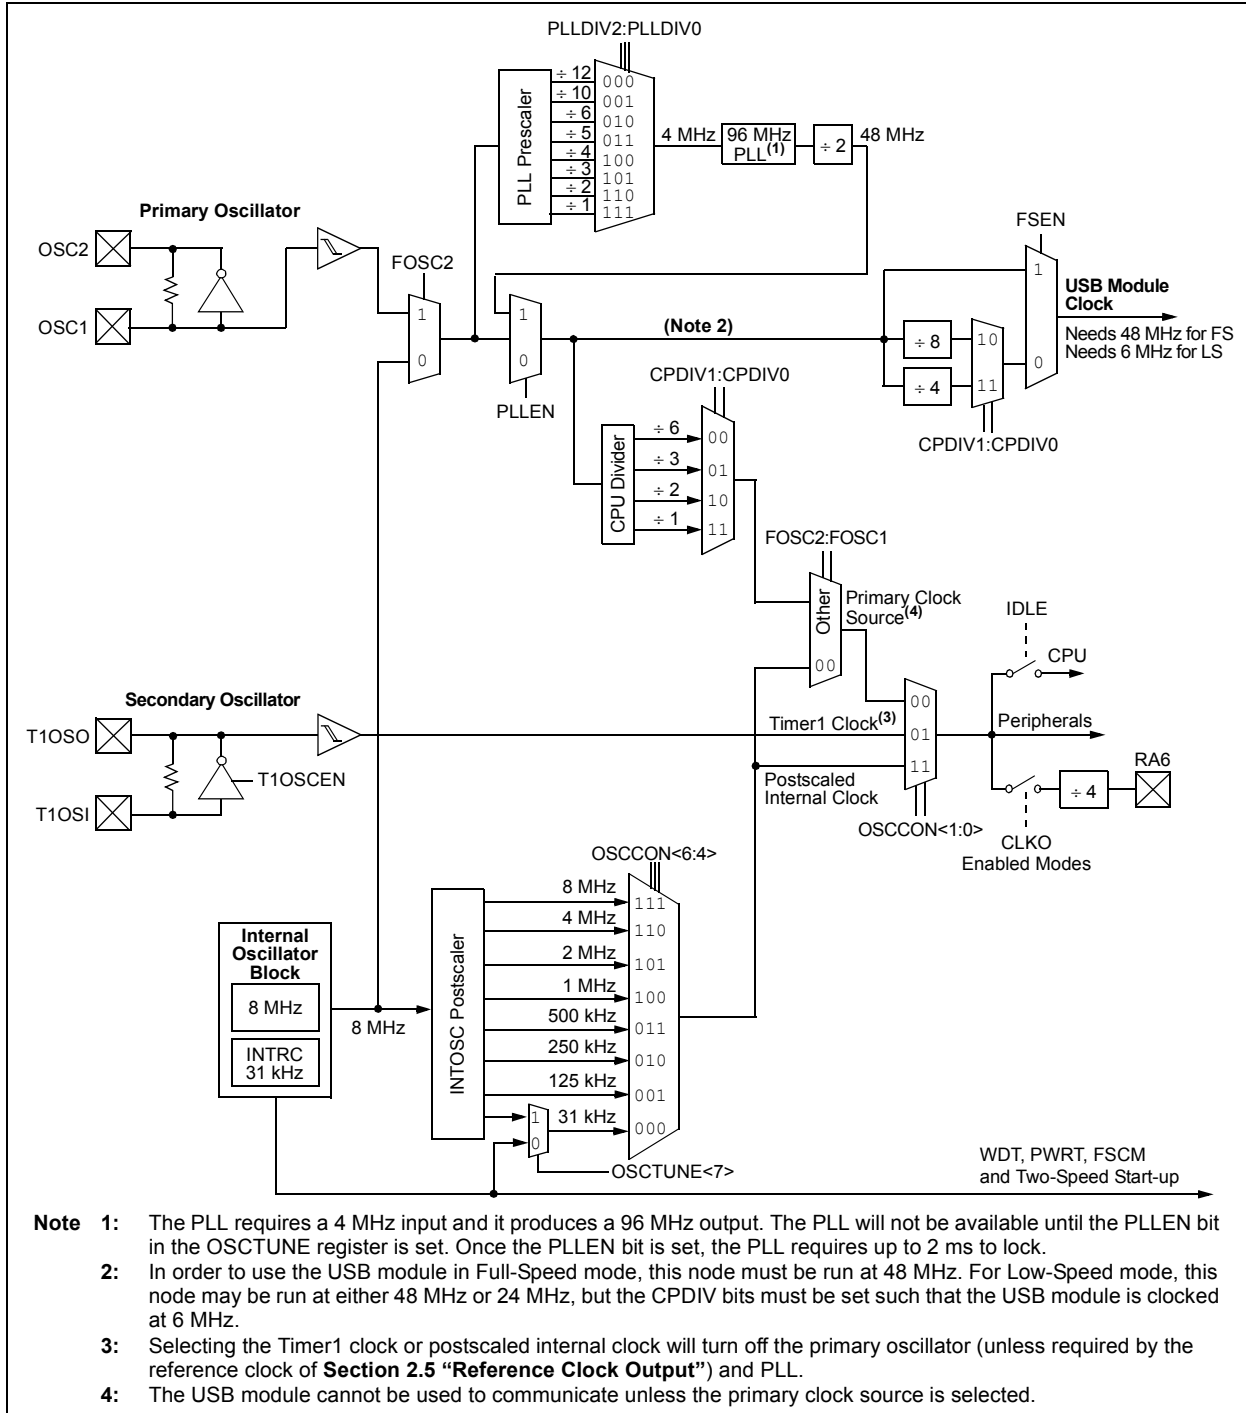 PLLDIV2:PLLDIV0
PLL Prescaler
÷ 12
÷ 10
÷ 6
÷ 5
÷ 4
÷ 3
÷ 2
÷ 1
000
001
010
011
100
101
110
111
4 MHz
96 MHz
PLL(1)
÷ 2
48 MHz
Primary Oscillator
OSC2
OSC1
FOSC2
1
0
1
0
PLLEN
(Note 2)
FSEN
1
0
USB Module
Clock
Needs 48 MHz for FS
Needs 6 MHz for LS
÷ 8
÷ 4
10
11
CPDIV1:CPDIV0
CPDIV1:CPDIV0
CPU Divider
÷ 6
÷ 3
÷ 2
÷ 1
00
01
10
11
FOSC2:FOSC1
Other
00
Primary Clock
Source(4)
IDLE
CPU
Secondary Oscillator
T1OSO
T1OSI
T1OSCEN
Timer1 Clock(3)
00
01
11
Peripherals
RA6
÷ 4
Postscaled
Internal Clock
OSCCON<1:0>
CLKO
Enabled Modes
OSCCON<6:4>
Internal
Oscillator
Block
8 MHz
INTRC
31 kHz
8 MHz
INTOSC Postscaler
8 MHz
4 MHz
2 MHz
1 MHz
500 kHz
250 kHz
125 kHz
31 kHz
111
110
101
100
011
010
001
000
1
0
OSCTUNE<7>
WDT, PWRT, FSCM
and Two-Speed Start-up
Note 1: The PLL requires a 4 MHz input and it produces a 96 MHz output. The PLL will not be available until the PLLEN bit
in the OSCTUNE register is set. Once the PLLEN bit is set, the PLL requires up to 2 ms to lock.
2: In order to use the USB module in Full-Speed mode, this node must be run at 48 MHz. For Low-Speed mode, this
node may be run at either 48 MHz or 24 MHz, but the CPDIV bits must be set such that the USB module is clocked
at 6 MHz.
3: Selecting the Timer1 clock or postscaled internal clock will turn off the primary oscillator (unless required by the
reference clock of Section 2.5 “Reference Clock Output”) and PLL.
4: The USB module cannot be used to communicate unless the primary clock source is selected.